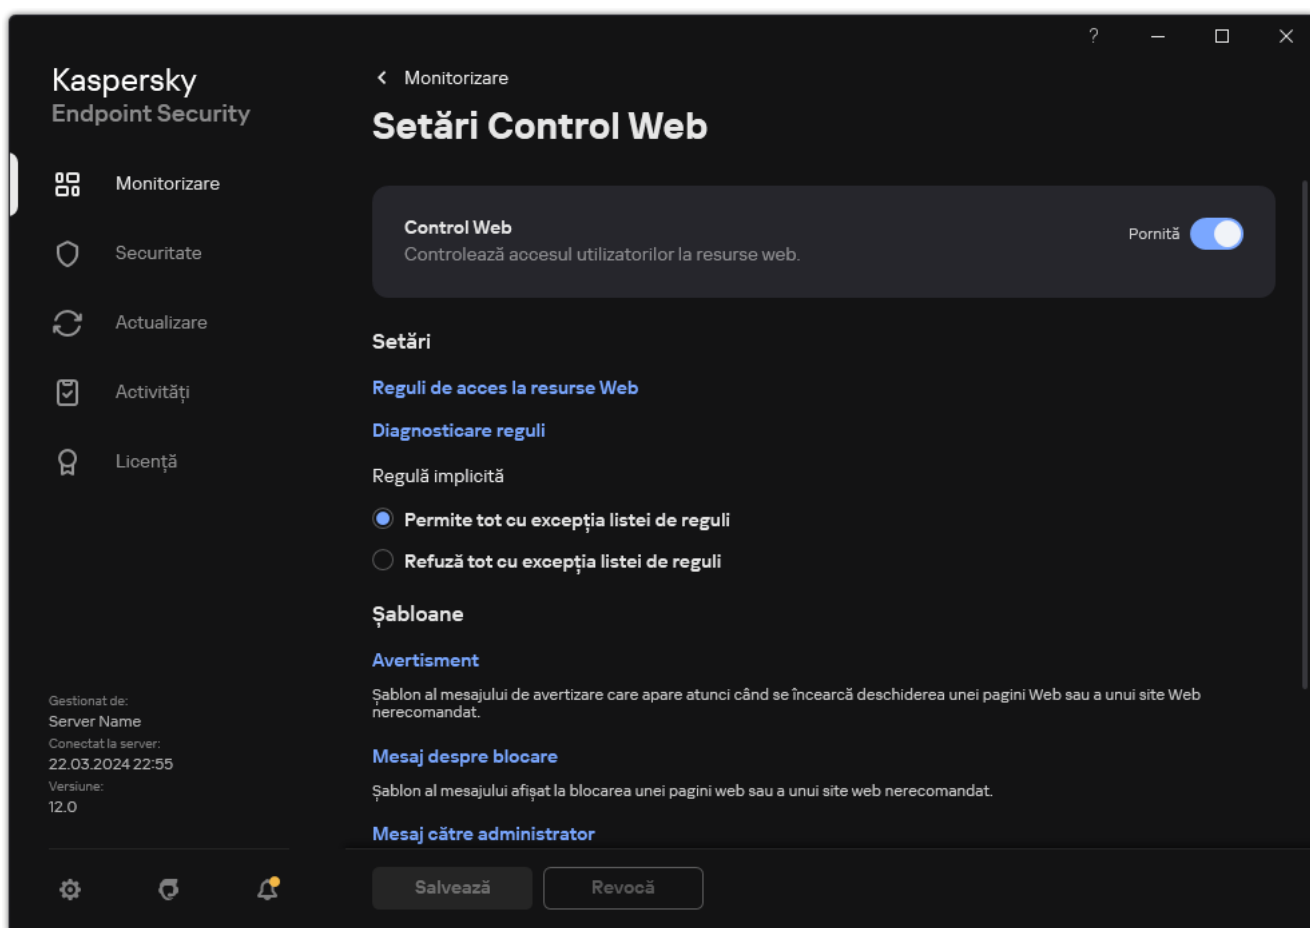 ?
Kaspersky
Endpoint Security
Monitorizare
Securitate
Actualizare
Activități
Licență
Gestionat de:
Server Name
Conectat la server:
22.03.2024 22:55
Versiune:
12.0
Monitorizare
Setări Control Web
Control Web
Controlează accesul utilizatorilor la resurse web.
Pornită
Setări
Reguli de acces la resurse Web
Diagnosticare reguli
Regulă implicită
Permite tot cu excepția listei de reguli
Refuză tot cu excepția listei de reguli
Șabloane
Avertisment
Șablon al mesajului de avertizare care apare atunci când se încearcă deschiderea unei pagini Web sau a unui site Web
nerecomandat.
Mesaj despre blocare
Șablon al mesajului afișat la blocarea unei pagini web sau a unui site web nerecomandat.
Mesaj către administrator
Salvează
Revocă